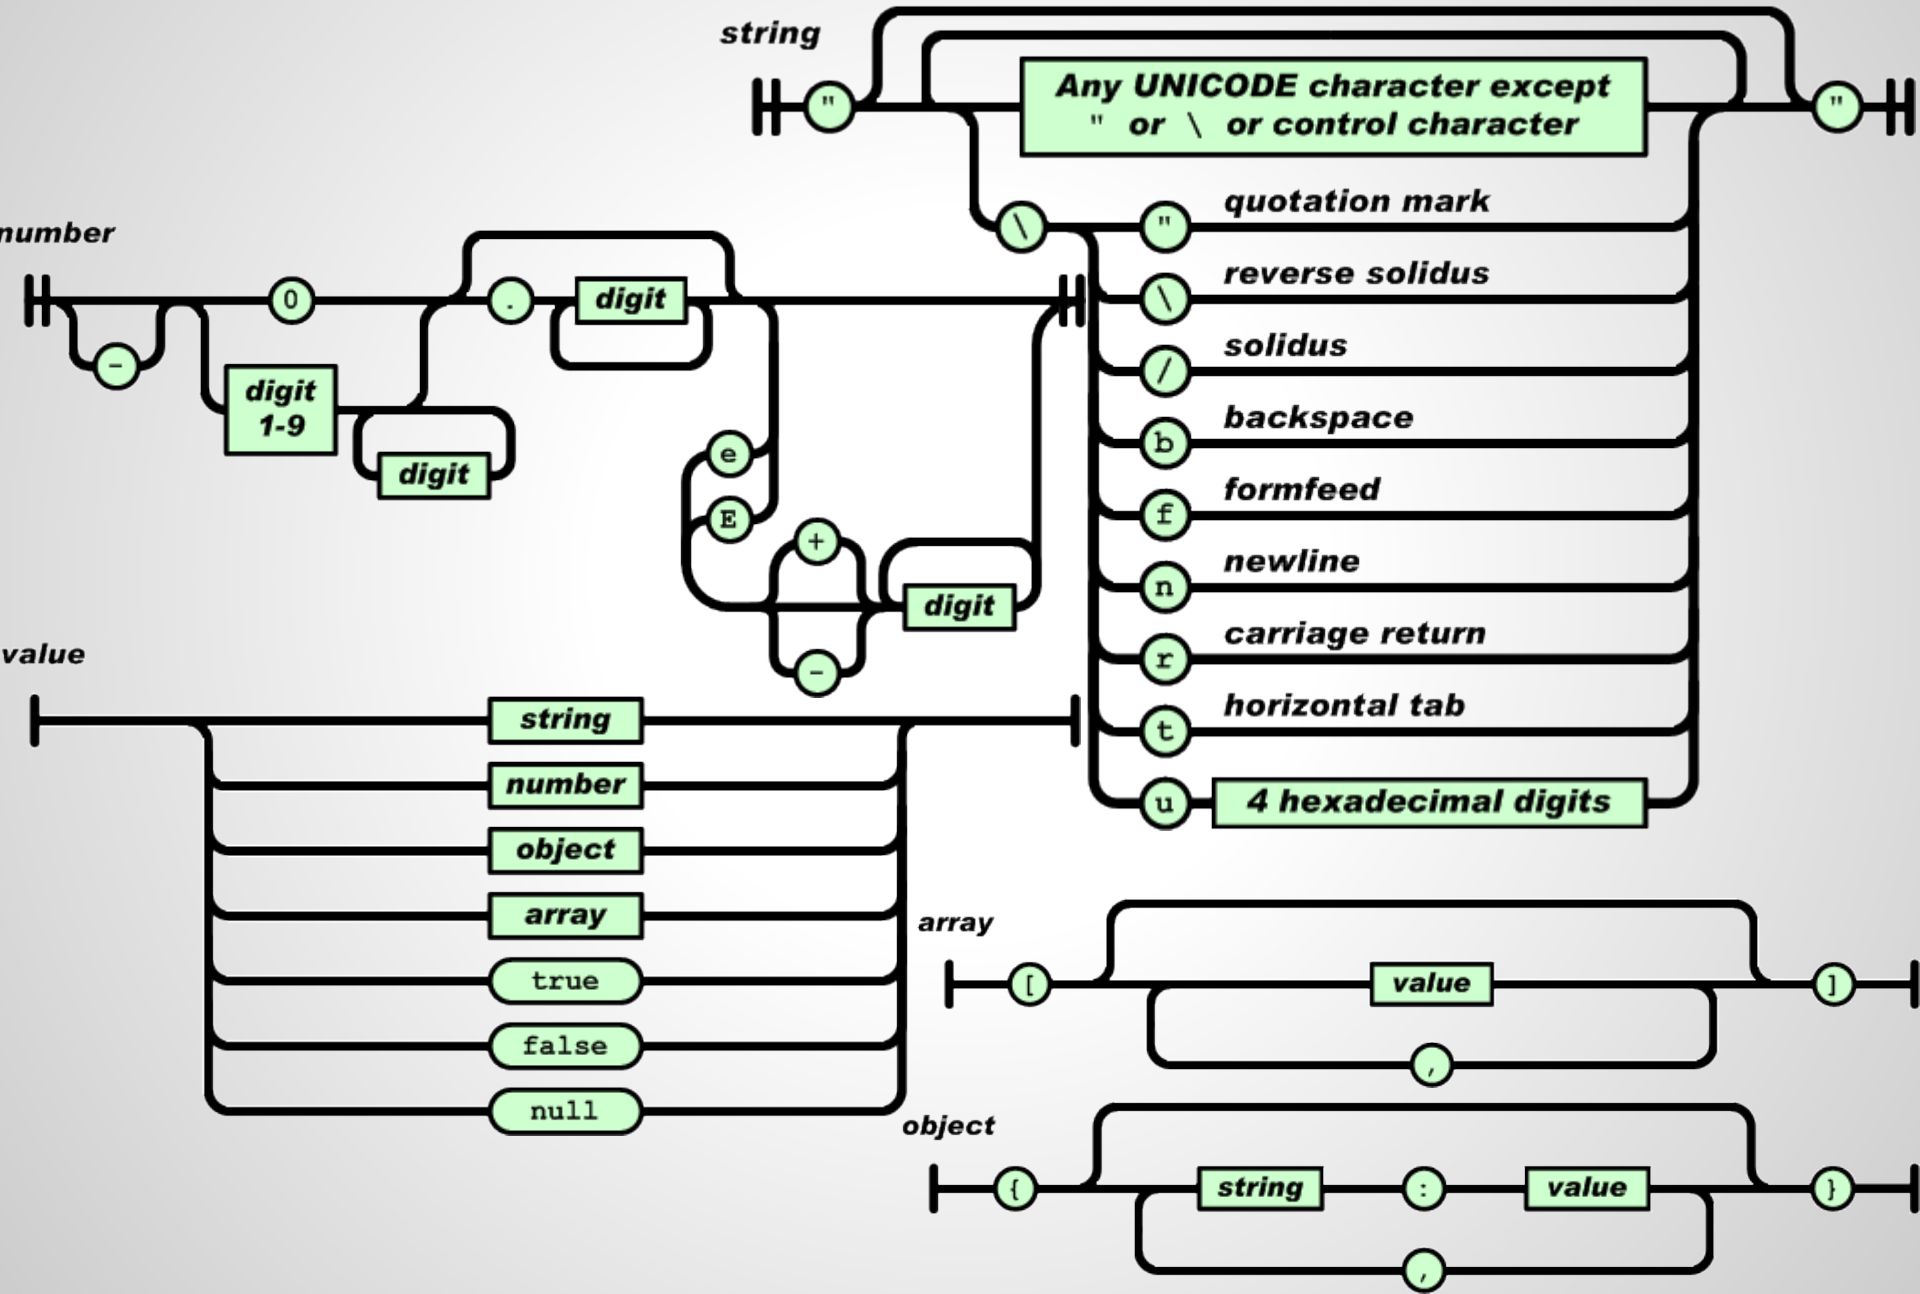 string
"
Any UNICODE character except
" or \ or control character
"
\
" quotation mark
\ reverse solidus
/ solidus
b backspace
f formfeed
n newline
r carriage return
t horizontal tab
u 4 hexadecimal digits
number
-
0
digit
1-9
digit
.
digit
e
E
+
-
digit
value
string
number
object
array
true
false
null
array
[ value ]
,
object
{ string : value }
,